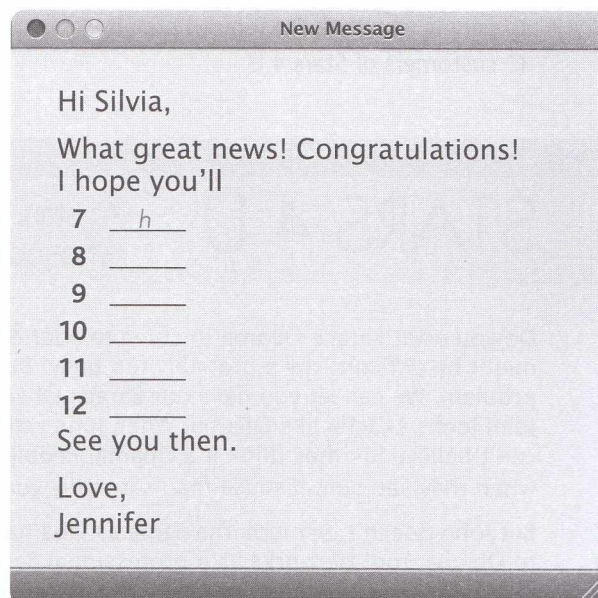 New Message
Hi Silvia,
What great news! Congratulations!
I hope you'll
7 h
8
9
10
11
12
See you then.
Love,
Jennifer